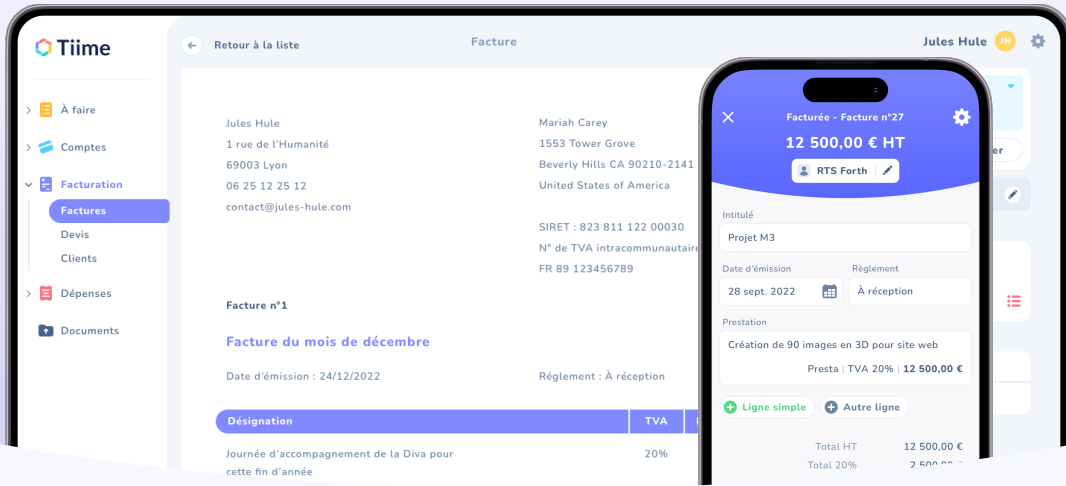 Tiime
À faire
Comptes
Facturation
Factures
Devis
Clients
Dépenses
Documents
Retour à la liste
Facture
Jules Hule
JH
Jules Hule
1 rue de l'Humanité
69003 Lyon
06 25 12 25 12
contact@jules-hule.com
Mariah Carey
1553 Tower Grove
Beverly Hills CA 90210-2141
United States of America
SIRET : 823 811 122 00030
N° de TVA intracommunautaire
FR 89 123456789
Facture n°1
Facture du mois de décembre
Date d'émission : 24/12/2022
Réglement : À réception
Désignation
TVA
Journée d'accompagnement de la Diva pour
cette fin d'année
20%
er
Facturée - Facture n°27
12 500,00 € HT
RTS Forth
Intitulé
Projet M3
Date d'émission
Règlement
28 sept. 2022
À réception
Prestation
Création de 90 images en 3D pour site web
Presta | TVA 20% | 12 500,00 €
Ligne simple
Autre ligne
Total HT
12 500,00 €
Total 20%
2 500,00